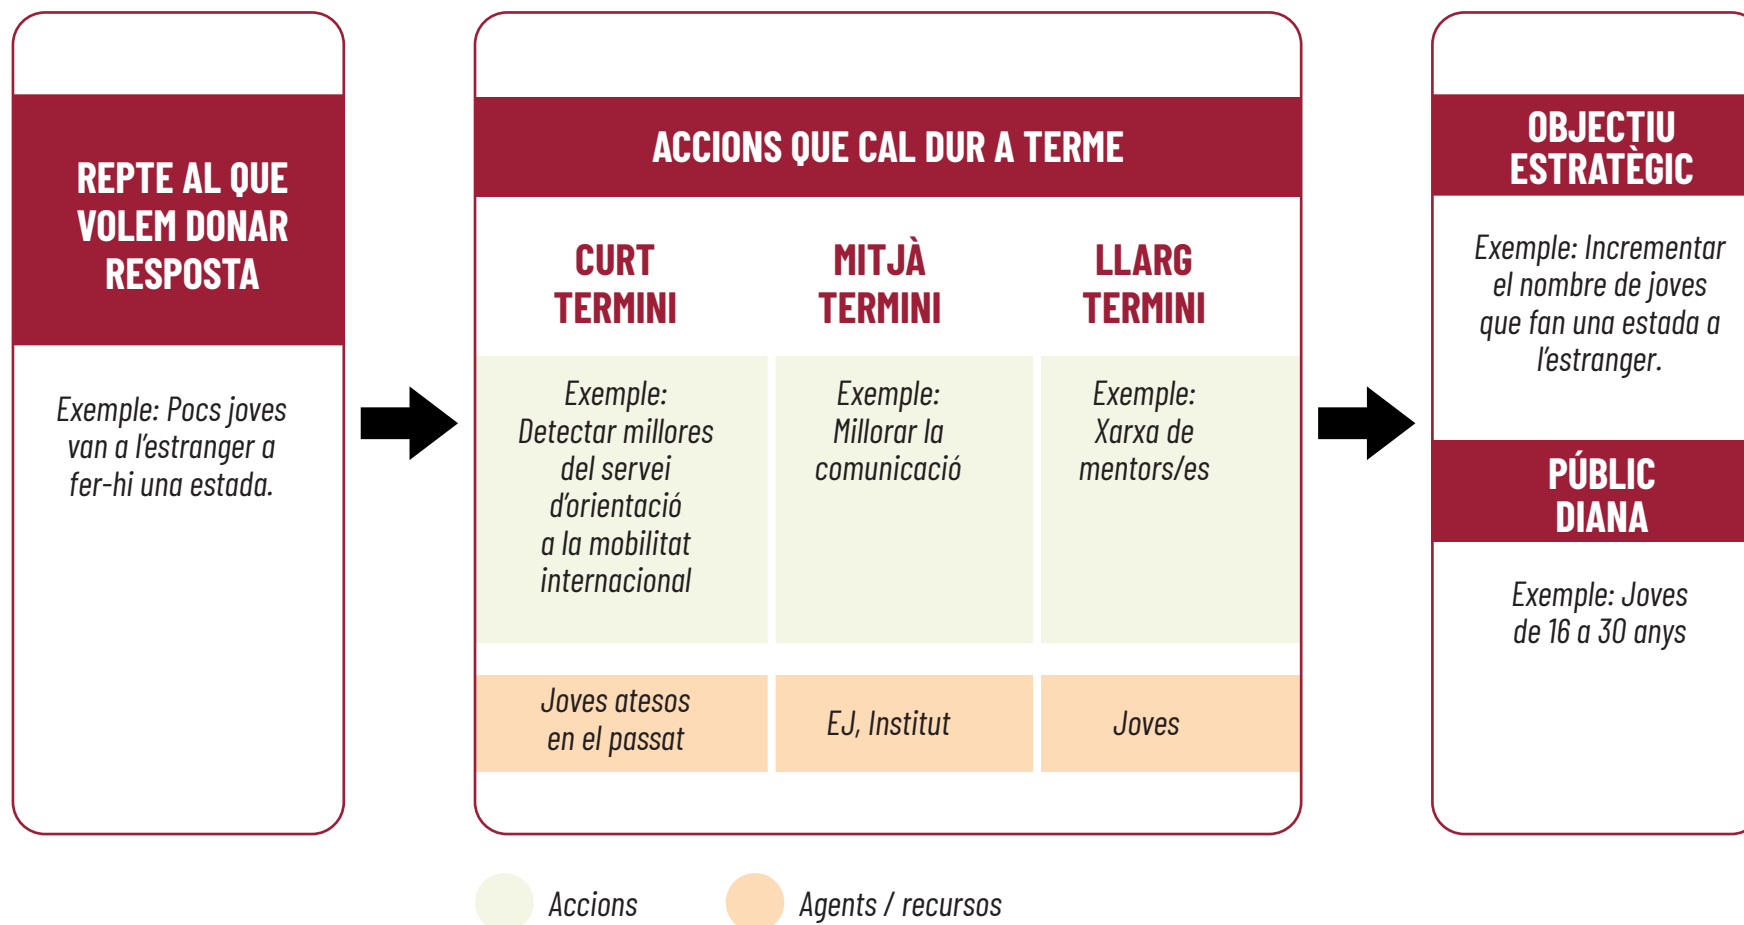 REPTE AL QUE
VOLEM DONAR
RESPOSTA
Exemple: Pocs joves
van a l’estranger a
fer-hi una estada.
ACCIONS QUE CAL DUR A TERME
CURT
TERMINI
Exemple:
Detectar millores
del servei
d’orientació
a la mobilitat
internacional
Joves atesos
en el passat
MITJÀ
TERMINI
Exemple:
Millorar la
comunicació
EJ, Institut
LLARG
TERMINI
Exemple:
Xarxa de
mentors/es
Joves
OBJECTIU
ESTRATÈGIC
Exemple: Incrementar
el nombre de joves
que fan una estada a
l’estranger.
PÚBLIC
DIANA
Exemple: Joves
de 16 a 30 anys
Accions
Agents / recursos